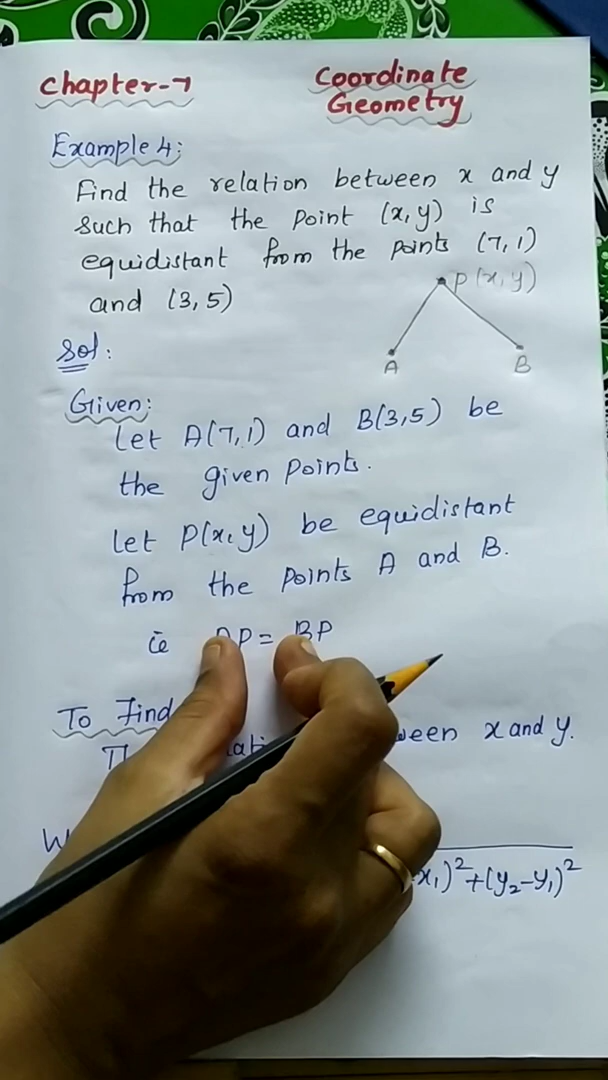 Chapter-7
Coordinate
Geometry
Example 4:
Find the relation between x and y
such that the point (x, y) is
equidistant from the points (7, 1)
and (3, 5)
P(x, y)
A
B
Sol:
Given:
Let A(7, 1) and B(3, 5) be
the given points.
Let P(x, y) be equidistant
from the points A and B.
ie = BP
To Find
x and y.
x₁)²+(y₂-y₁)²